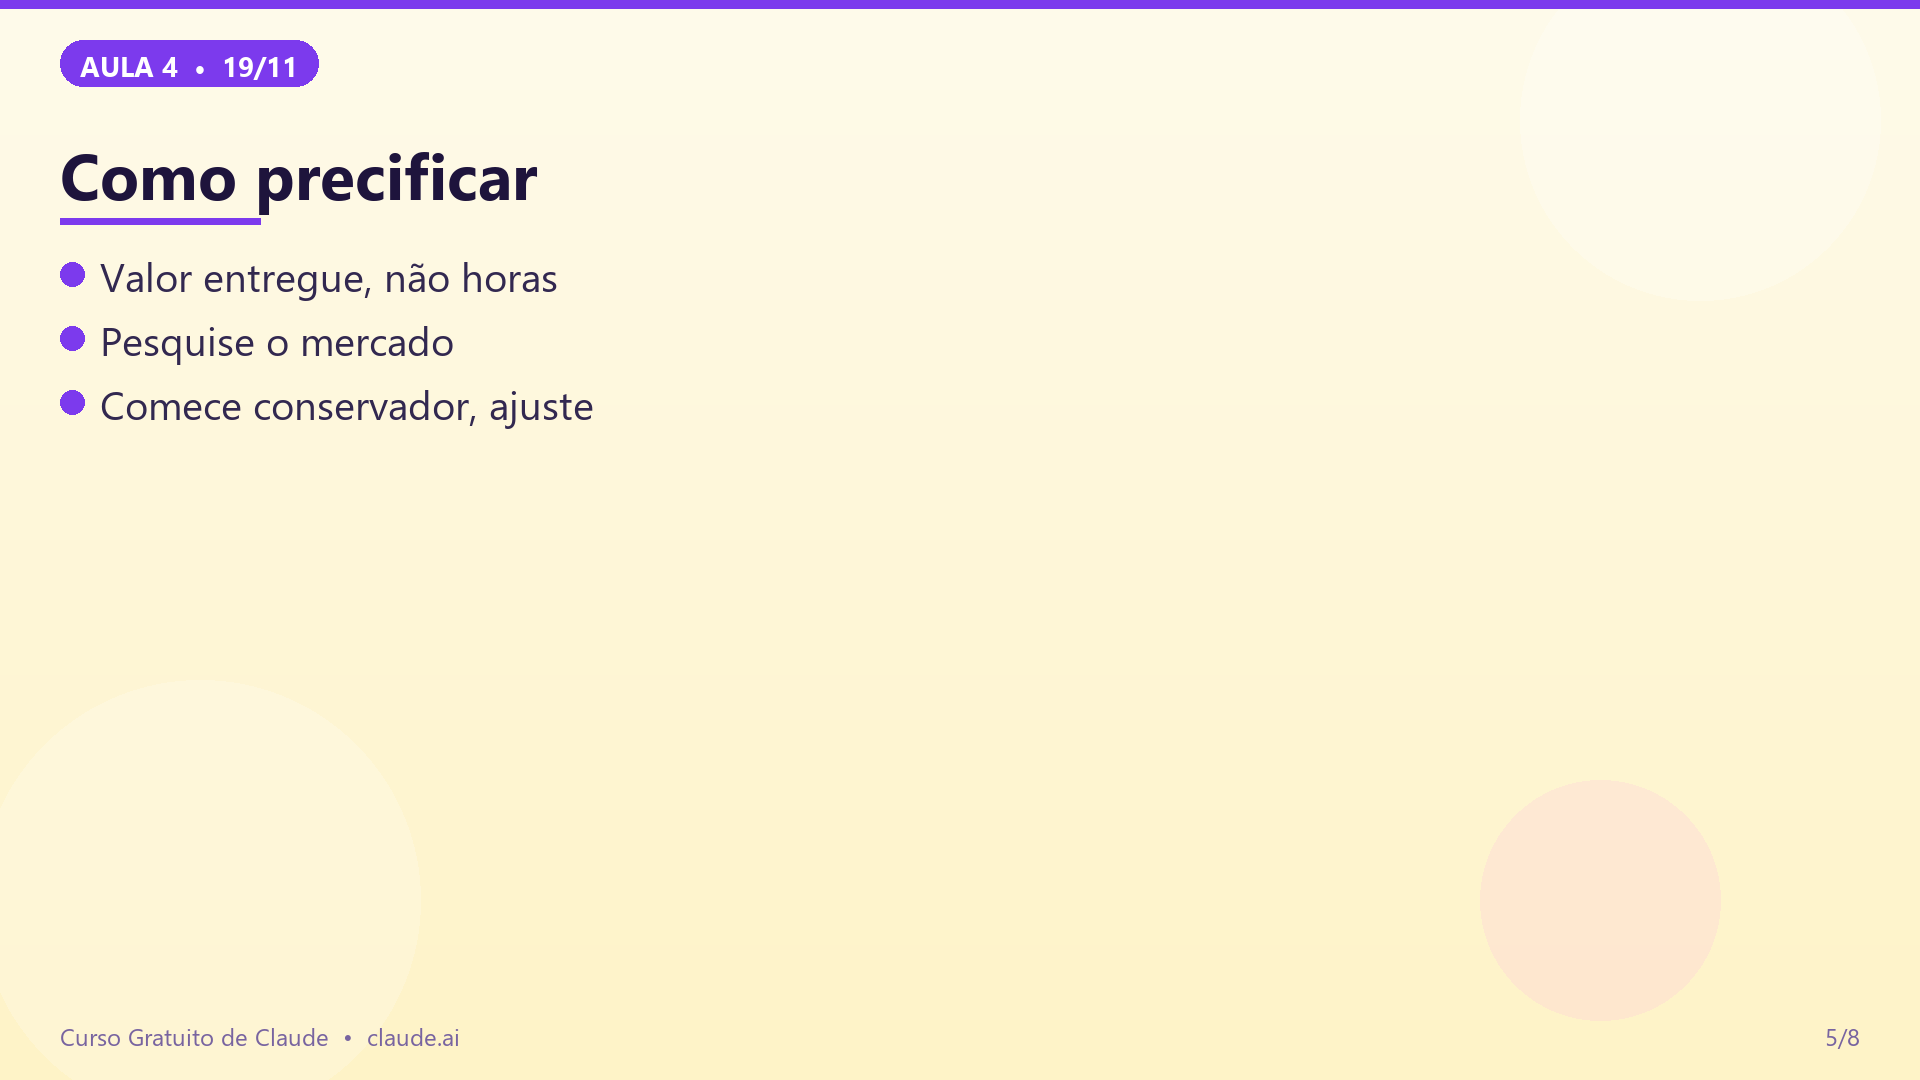 AULA 4 • 19/11
Como precificar
Valor entregue, não horas
Pesquise o mercado
Comece conservador, ajuste
Curso Gratuito de Claude • claude.ai
5/8